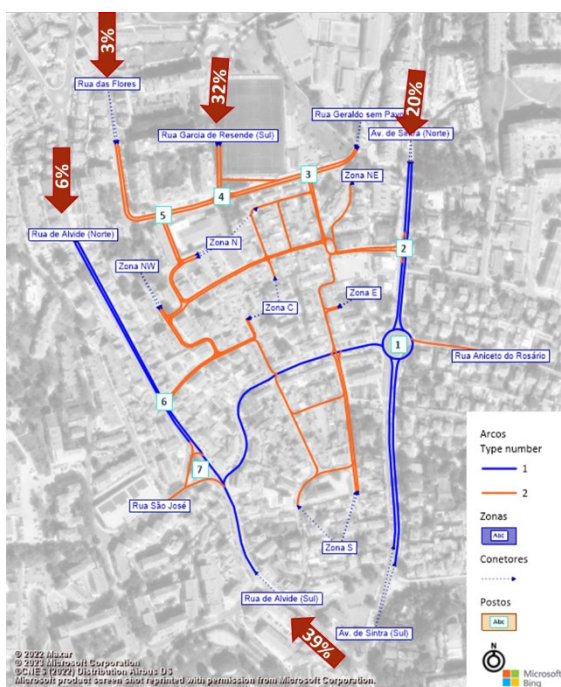 3%
32%
20%
Rua das Flores
Rua Geraldo sem Pavor
Rua Garcia de Resende (Sul)
Av. de Sintra (Norte)
6%
3
Zona NE
4
5
Rua de Alvide (Norte)
Zona N
2
Zona NW
Zona E
Zona C
1
Rua Aniceto do Rosário
6
7
Rua São José
Zona S
Rua de Alvide (Sul)
Av. de Sintra (Sul)
39%
Arcos
Type number
1
2
Zonas
Abc
Conetores
Postos
Abc
N
Microsoft
Bing
© 2022 Maxar
© 2023 Microsoft Corporation
©CNES (2022) Distribution Airbus DS
Microsoft product screen shot reprinted with permission from Microsoft Corporation.